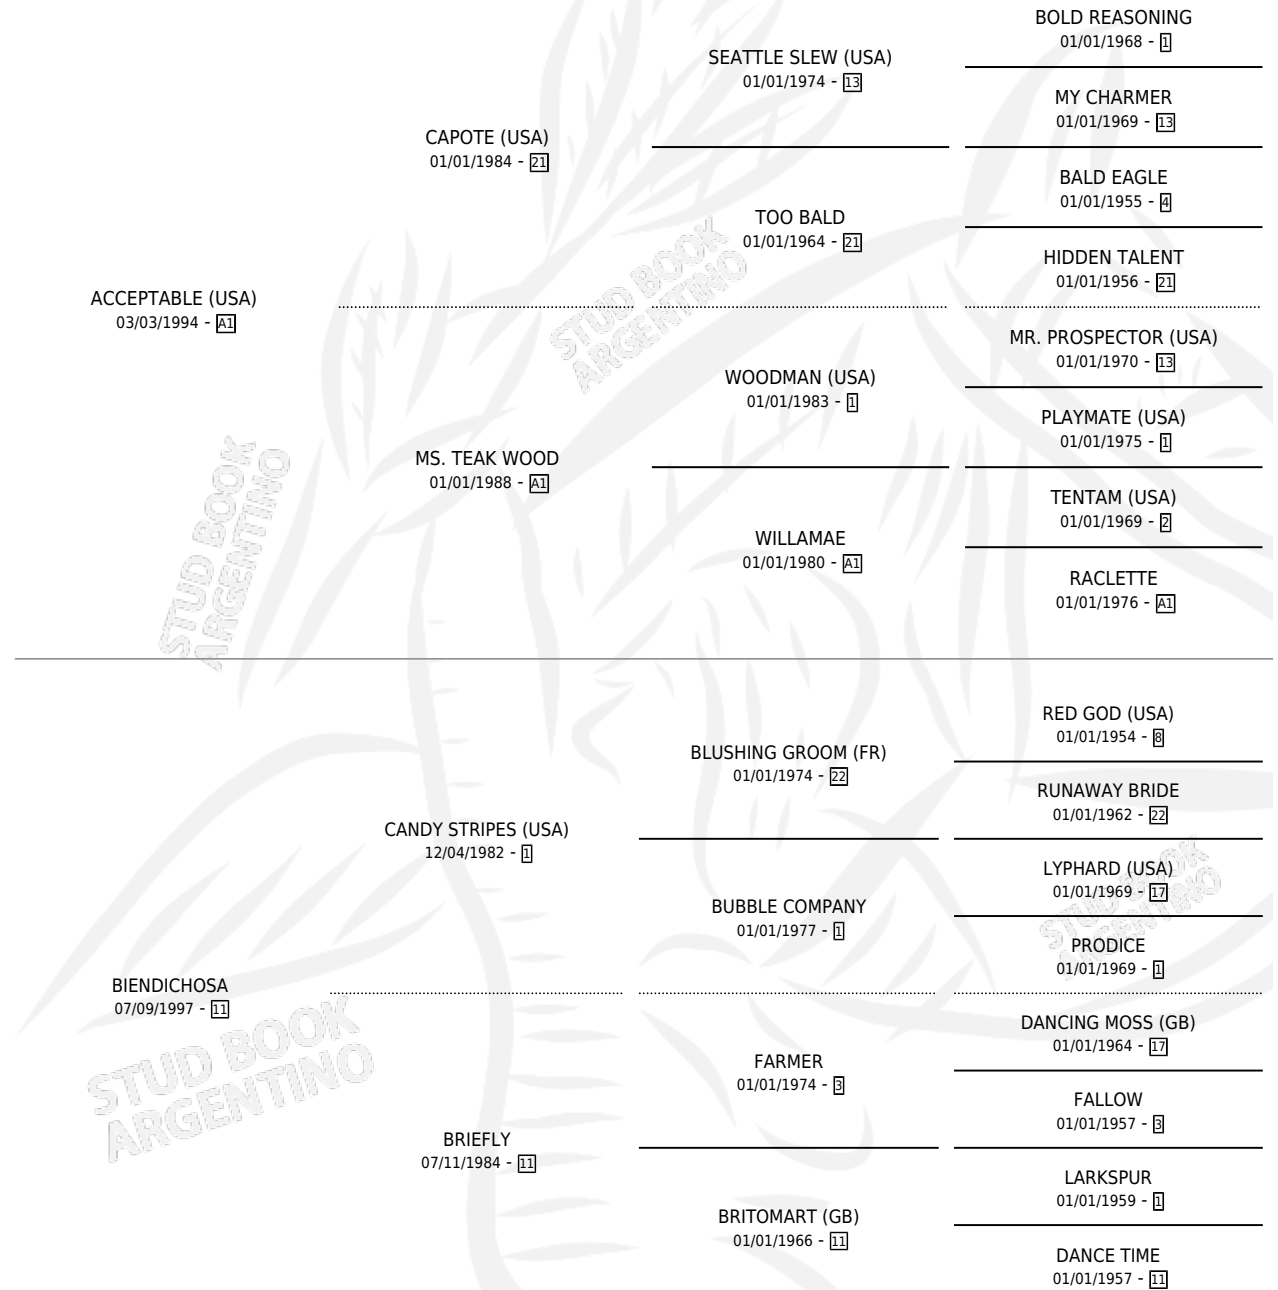 BOLD REASONING
01/01/1968 - 1
SEATTLE SLEW (USA)
01/01/1974 - 13
MY CHARMER
01/01/1969 - 13
CAPOTE (USA)
01/01/1984 - 21
BALD EAGLE
01/01/1955 - 4
TOO BALD
01/01/1964 - 21
HIDDEN TALENT
01/01/1956 - 21
ACCEPTABLE (USA)
03/03/1994 - A1
MR. PROSPECTOR (USA)
01/01/1970 - 13
WOODMAN (USA)
01/01/1983 - 1
PLAYMATE (USA)
01/01/1975 - 1
MS. TEAK WOOD
01/01/1988 - A1
TENTAM (USA)
01/01/1969 - 2
WILLAMAE
01/01/1980 - A1
RACLETTE
01/01/1976 - A1
RED GOD (USA)
01/01/1954 - 8
BLUSHING GROOM (FR)
01/01/1974 - 22
RUNAWAY BRIDE
01/01/1962 - 22
CANDY STRIPES (USA)
12/04/1982 - 1
LYPHARD (USA)
01/01/1969 - 17
BUBBLE COMPANY
01/01/1977 - 1
PRODICE
01/01/1969 - 1
BIENDICHOSA
07/09/1997 - 11
DANCING MOSS (GB)
01/01/1964 - 17
FARMER
01/01/1974 - 3
FALLOW
01/01/1957 - 3
BRIEFLY
07/11/1984 - 11
LARKSPUR
01/01/1959 - 1
BRITOMART (GB)
01/01/1966 - 11
DANCE TIME
01/01/1957 - 11
STUD BOOK
ARGENTINO
STUD BOOK
ARGENTINO
STUD BOOK
ARGENTINO
STUD BOOK
ARGENTINO